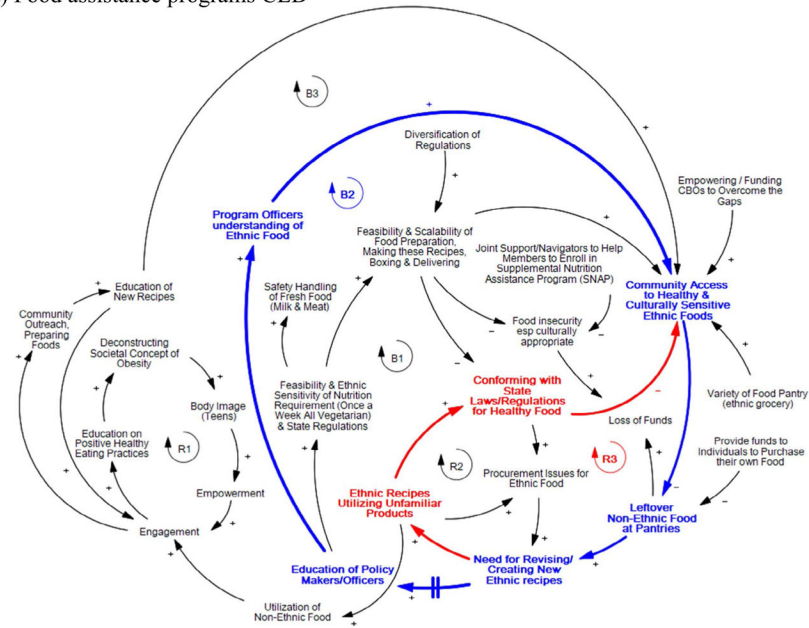 Food assistance programs CLD
B3
+
+
Diversification of
Regulations
+
Empowering / Funding
CBOs to Overcome the
Gaps
+
B2
Program Officers
understanding of
Ethnic Food
+
Feasibility & Scalability of
Food Preparation,
Making these Recipes,
Boxing & Delivering
+
+
Joint Support/Navigators to Help
Members to Enroll in
Supplemental Nutrition
Assistance Program (SNAP)
Community Access
to Healthy &
Culturally Sensitive
Ethnic Foods
Education of
New Recipes
+
Safety Handling
of Fresh Food
(Milk & Meat)
+
Community
Outreach,
Preparing
Foods
+
Deconstructing
Societal Concept of
Obesity
+
Food insecurity
esp culturally
appropriate
−
−
B1
−
+
Conforming with
State
Laws/Regulations
for Healthy Food
+
−
+
Feasibility & Ethnic
Sensitivity of Nutrition
Requirement (Once a
Week All Vegetarian)
& State Regulations
+
Body Image
(Teens)
+
Variety of Food Pantry
(ethnic grocery)
+
Loss of Funds
+
Education on
Positive Healthy
Eating Practices
+
R1
R2
R3
+
Procurement Issues for
Ethnic Food
+
+
Provide funds to
Individuals to Purchase
their own Food
−
−
Empowerment
+
Ethnic Recipes
Utilizing Unfamiliar
Products
+
Leftover
Non-Ethnic Food
at Pantries
+
Engagement
+
+
Education of Policy
Makers/Officers
+
Need for Revising/
Creating New
Ethnic recipes
+
Utilization of
Non-Ethnic Food
+